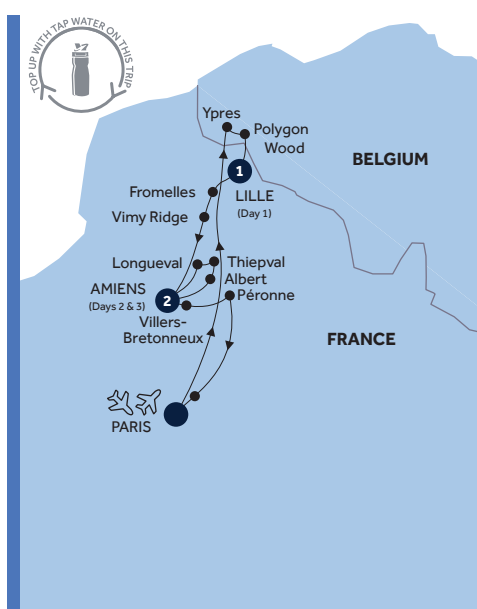 TOP UP WITH TAP WATER ON THIS TRIP
Ypres
Polygon
Wood
BELGIUM
1
LILLE
(Day 1)
Fromelles
Vimy Ridge
Longueval
Thiepval
Albert
AMIENS
(Days 2 & 3)
2
Péronne
Villers-
Bretonneux
FRANCE
PARIS